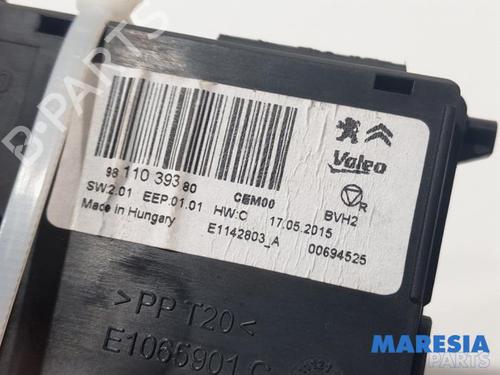 Valeo
R
BVH2
98 110 393 80
CEM00
SW:2.01 EEP.01.01 HW:C 17.05.2015
Made in Hungary E1142803_A 00694525
>PP T20<
E1065901 C
B-PARTS
MARESIA
PARTS